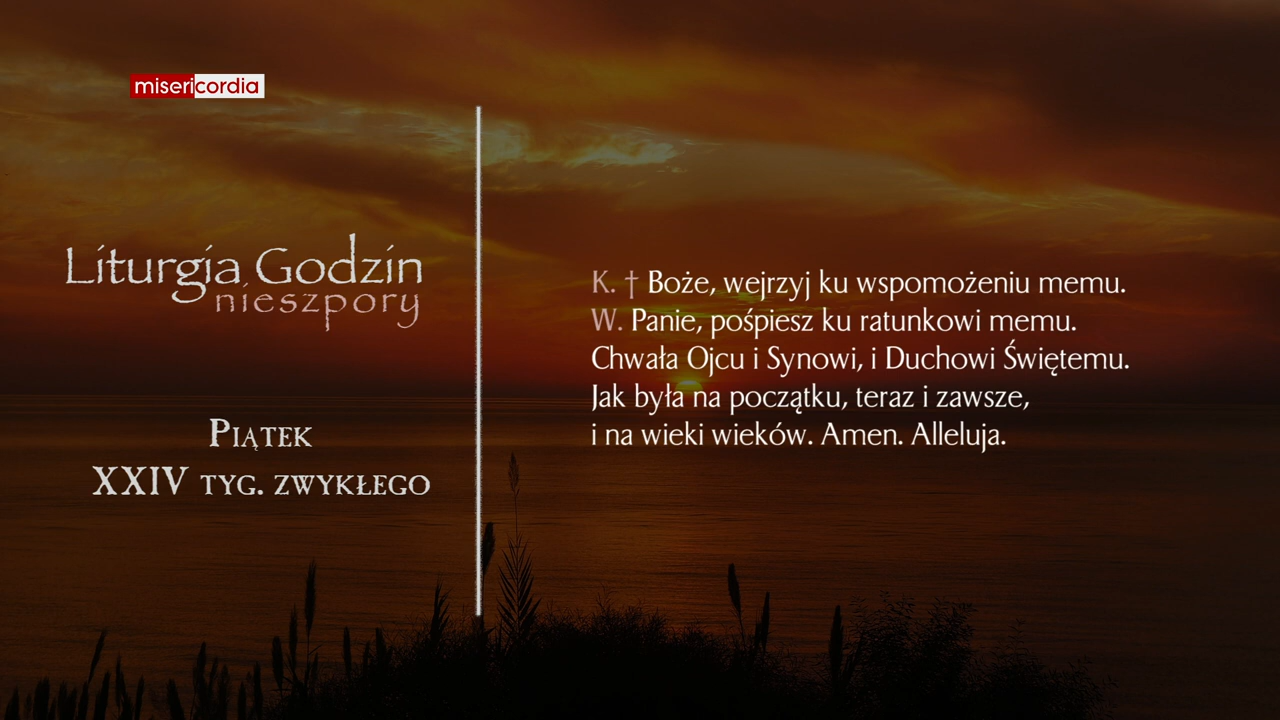 misericordia
Liturgia Godzin
nieszpory
Piątek
XXIV tyg. zwykłego
K. † Boże, wejrzyj ku wspomożeniu memu.
W. Panie, pośpiesz ku ratunkowi memu.
Chwała Ojcu i Synowi, i Duchowi Świętemu.
Jak była na początku, teraz i zawsze,
i na wieki wieków. Amen. Alleluja.